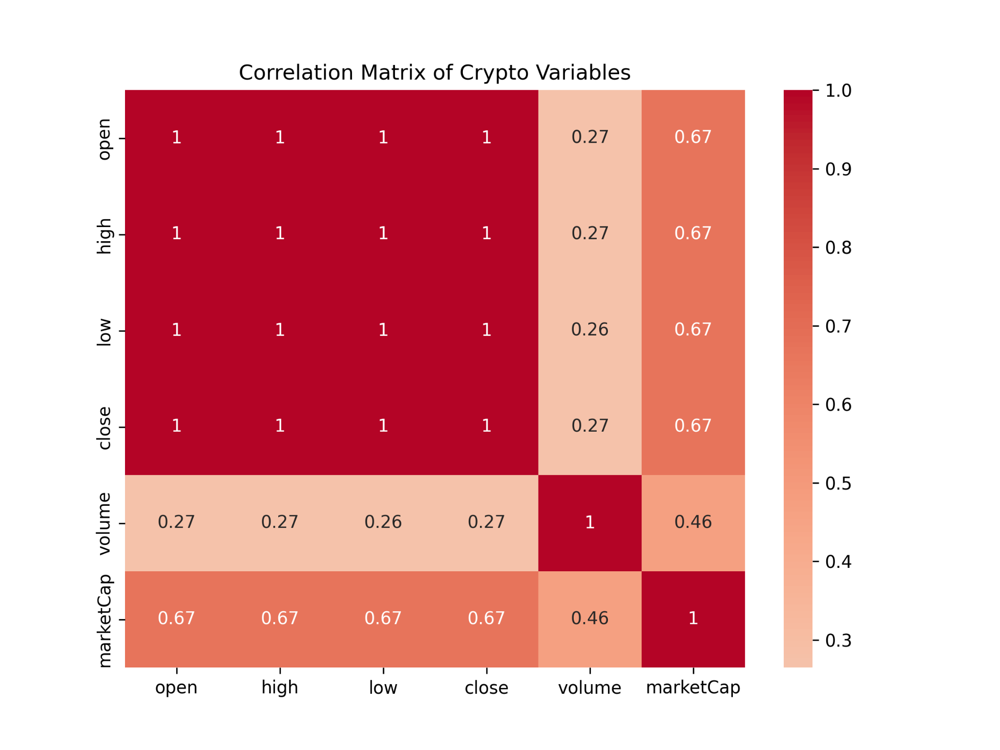 Correlation Matrix of Crypto Variables
open 1 1 1 1 0.27 0.67
high 1 1 1 1 0.27 0.67
low 1 1 1 1 0.26 0.67
close 1 1 1 1 0.27 0.67
volume 0.27 0.27 0.26 0.27 1 0.46
marketCap 0.67 0.67 0.67 0.67 0.46 1
open high low close volume marketCap
1.0
0.9
0.8
0.7
0.6
0.5
0.4
0.3